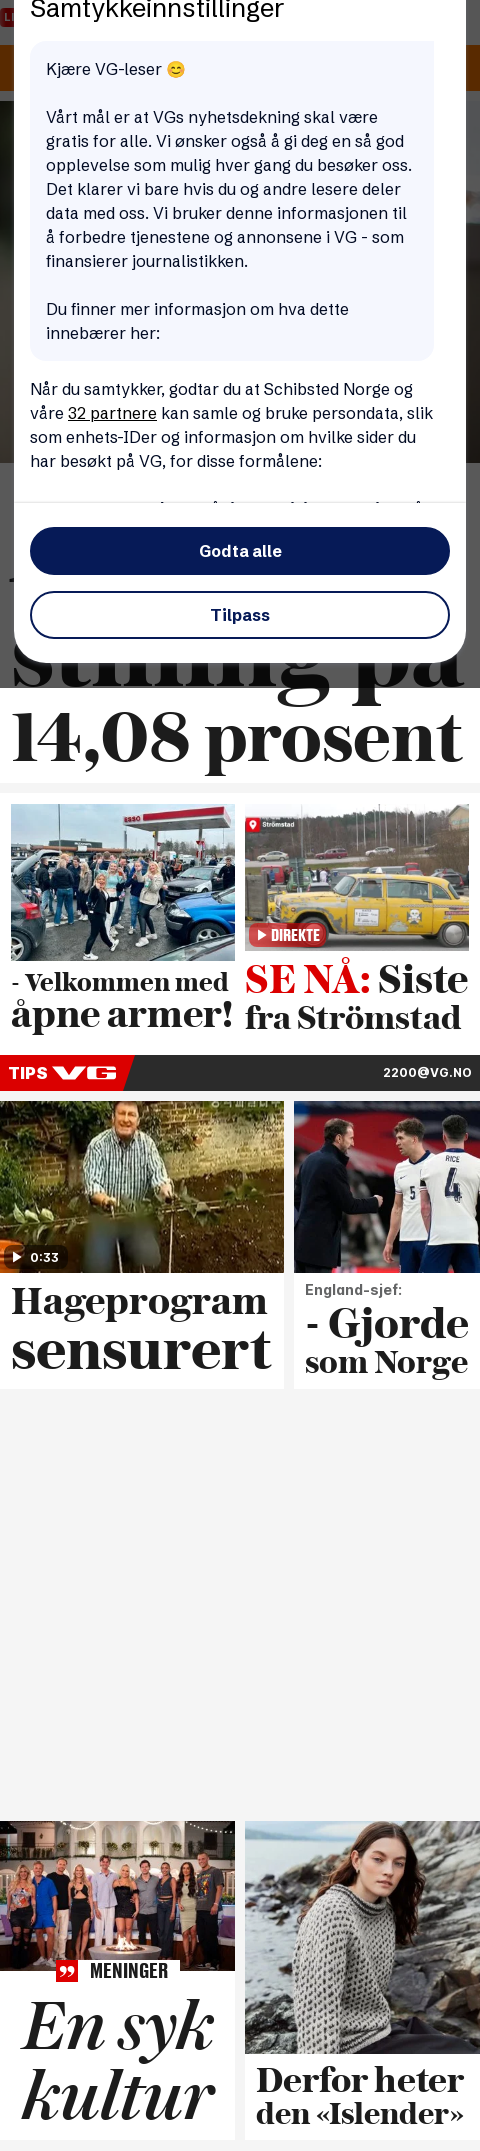 Samtykkeinnstillinger
Kjære VG-leser 😊
Vårt mål er at VGs nyhetsdekning skal være
gratis for alle. Vi ønsker også å gi deg en så god
opplevelse som mulig hver gang du besøker oss.
Det klarer vi bare hvis du og andre lesere deler
data med oss. Vi bruker denne informasjonen til
å forbedre tjenestene og annonsene i VG - som
finansierer journalistikken.
Du finner mer informasjon om hva dette
innebærer her:
Når du samtykker, godtar du at Schibsted Norge og
våre 32 partnere kan samle og bruke persondata, slik
som enhets-IDer og informasjon om hvilke sider du
har besøkt på VG, for disse formålene:
Godta alle
Tilpass
stilling på
14,08 prosent
ESSO
Strömstad
DIREKTE
- Velkommen med
åpne armer!
SE NÅ: Siste
fra Strömstad
TIPS VG
2200@VG.NO
0:33
5
RICE
4
Hageprogram
sensurert
England-sjef:
- Gjorde
som Norge
MENINGER
En syk
kultur
Derfor heter
den «Islender»